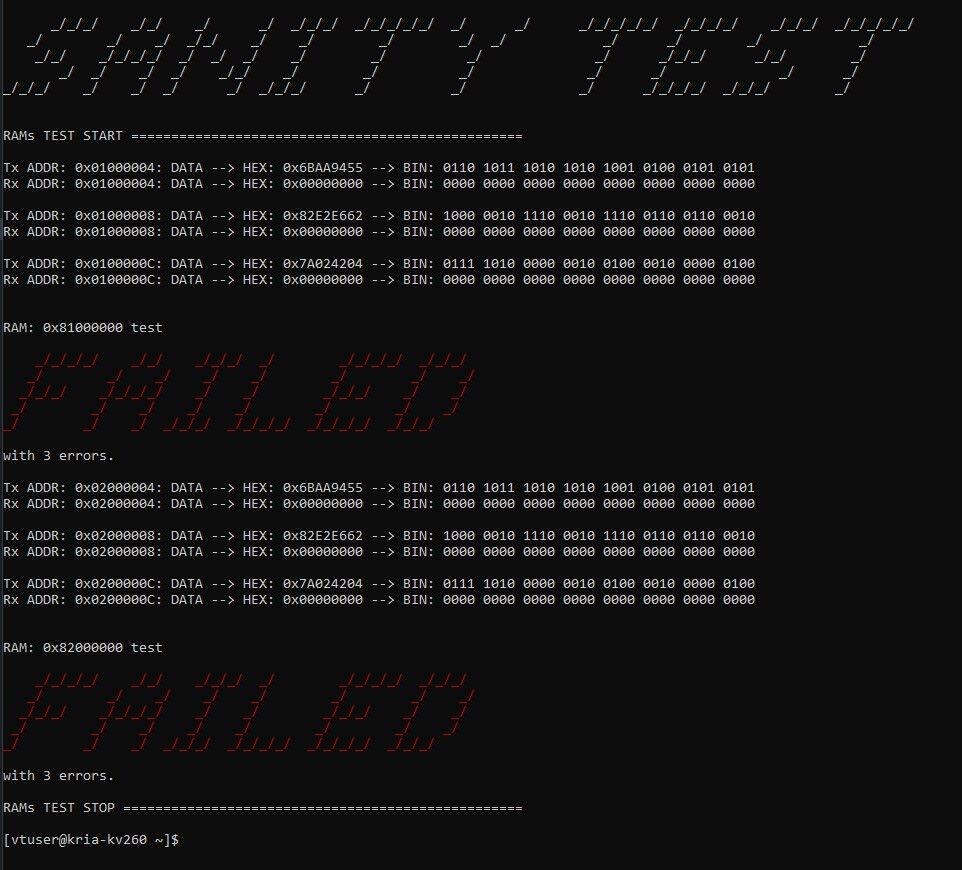 SANITY TEST
RAMs TEST START =================================================
Tx ADDR: 0x01000004: DATA --> HEX: 0x6BAA9455 --> BIN: 0110 1011 1010 1010 1001 0100 0101 0101
Rx ADDR: 0x01000004: DATA --> HEX: 0x00000000 --> BIN: 0000 0000 0000 0000 0000 0000 0000 0000
Tx ADDR: 0x01000008: DATA --> HEX: 0x82E2E662 --> BIN: 1000 0010 1110 0010 1110 0110 0110 0010
Rx ADDR: 0x01000008: DATA --> HEX: 0x00000000 --> BIN: 0000 0000 0000 0000 0000 0000 0000 0000
Tx ADDR: 0x0100000C: DATA --> HEX: 0x7A024204 --> BIN: 0111 1010 0000 0010 0100 0010 0000 0100
Rx ADDR: 0x0100000C: DATA --> HEX: 0x00000000 --> BIN: 0000 0000 0000 0000 0000 0000 0000 0000
RAM: 0x81000000 test
FAILED
with 3 errors.
Tx ADDR: 0x02000004: DATA --> HEX: 0x6BAA9455 --> BIN: 0110 1011 1010 1010 1001 0100 0101 0101
Rx ADDR: 0x02000004: DATA --> HEX: 0x00000000 --> BIN: 0000 0000 0000 0000 0000 0000 0000 0000
Tx ADDR: 0x02000008: DATA --> HEX: 0x82E2E662 --> BIN: 1000 0010 1110 0010 1110 0110 0110 0010
Rx ADDR: 0x02000008: DATA --> HEX: 0x00000000 --> BIN: 0000 0000 0000 0000 0000 0000 0000 0000
Tx ADDR: 0x0200000C: DATA --> HEX: 0x7A024204 --> BIN: 0111 1010 0000 0010 0100 0010 0000 0100
Rx ADDR: 0x0200000C: DATA --> HEX: 0x00000000 --> BIN: 0000 0000 0000 0000 0000 0000 0000 0000
RAM: 0x82000000 test
FAILED
with 3 errors.
RAMs TEST STOP ==================================================
[vtuser@kria-kv260 ~]$